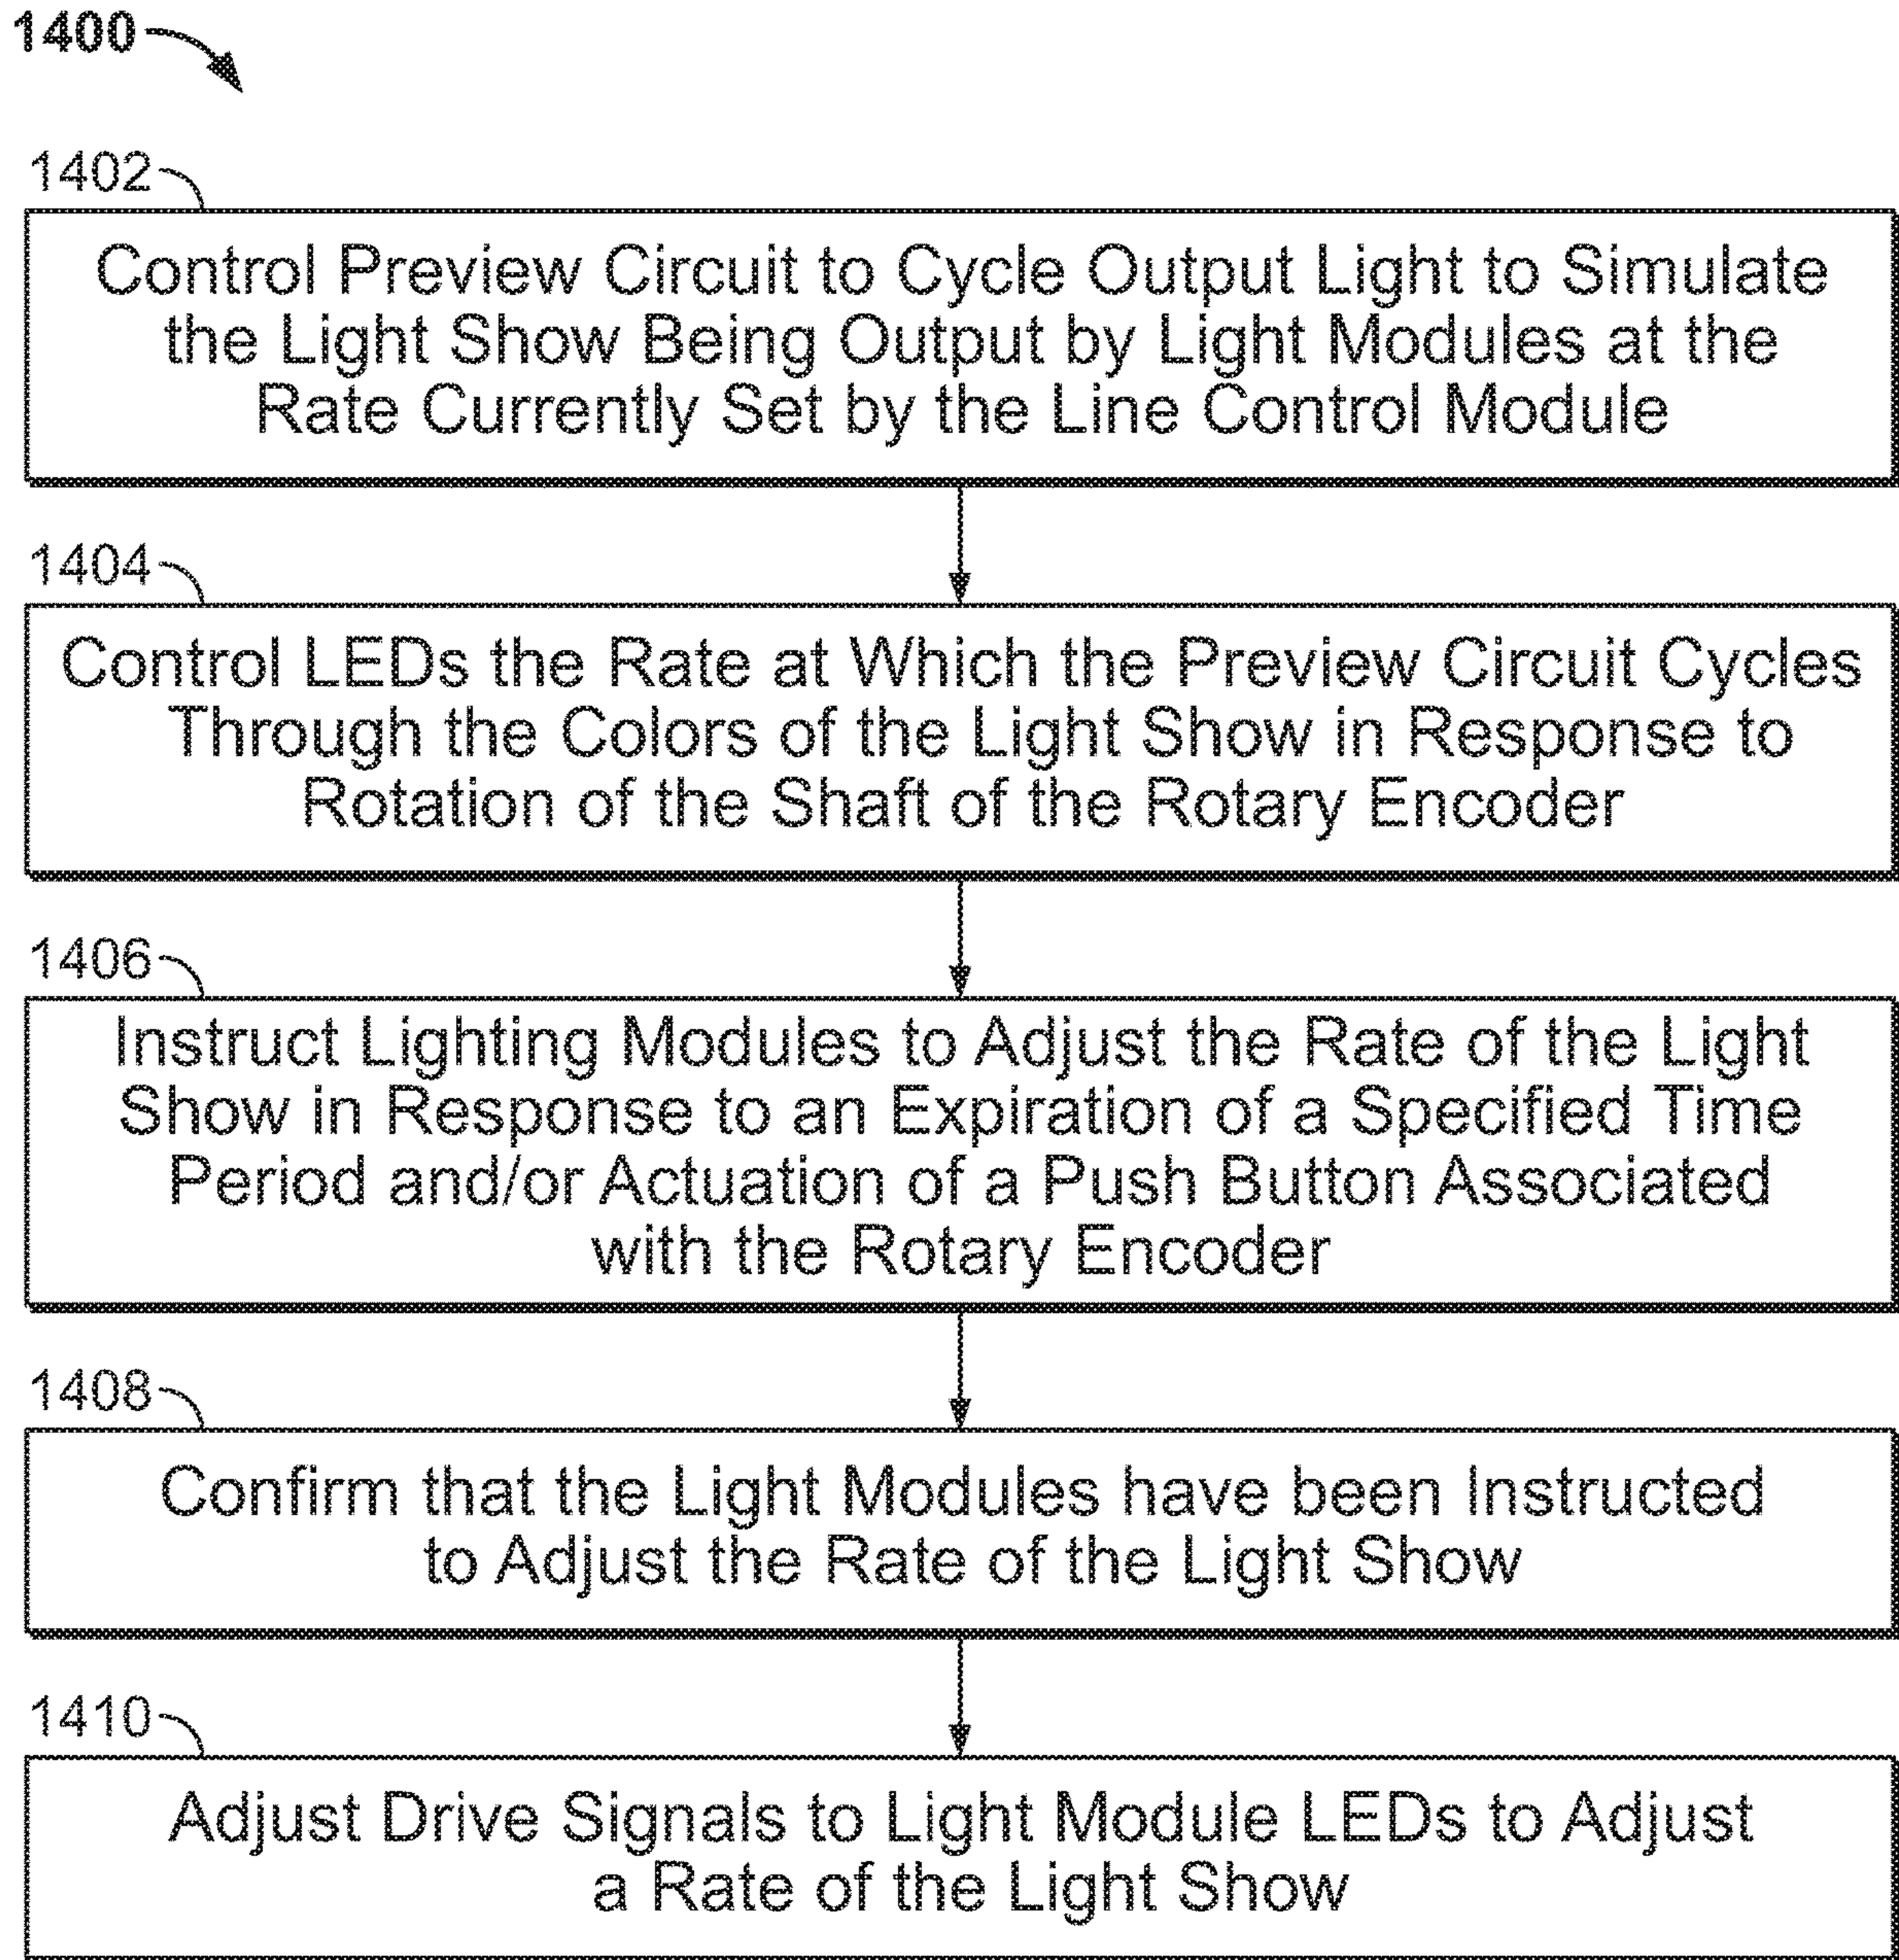 1400
1402
Control Preview Circuit to Cycle Output Light to Simulate
the Light Show Being Output by Light Modules at the
Rate Currently Set by the Line Control Module
1404
Control LEDs the Rate at Which the Preview Circuit Cycles
Through the Colors of the Light Show in Response to
Rotation of the Shaft of the Rotary Encoder
1406
Instruct Lighting Modules to Adjust the Rate of the Light
Show in Response to an Expiration of a Specified Time
Period and/or Actuation of a Push Button Associated
with the Rotary Encoder
1408
Confirm that the Light Modules have been Instructed
to Adjust the Rate of the Light Show
1410
Adjust Drive Signals to Light Module LEDs to Adjust
a Rate of the Light Show